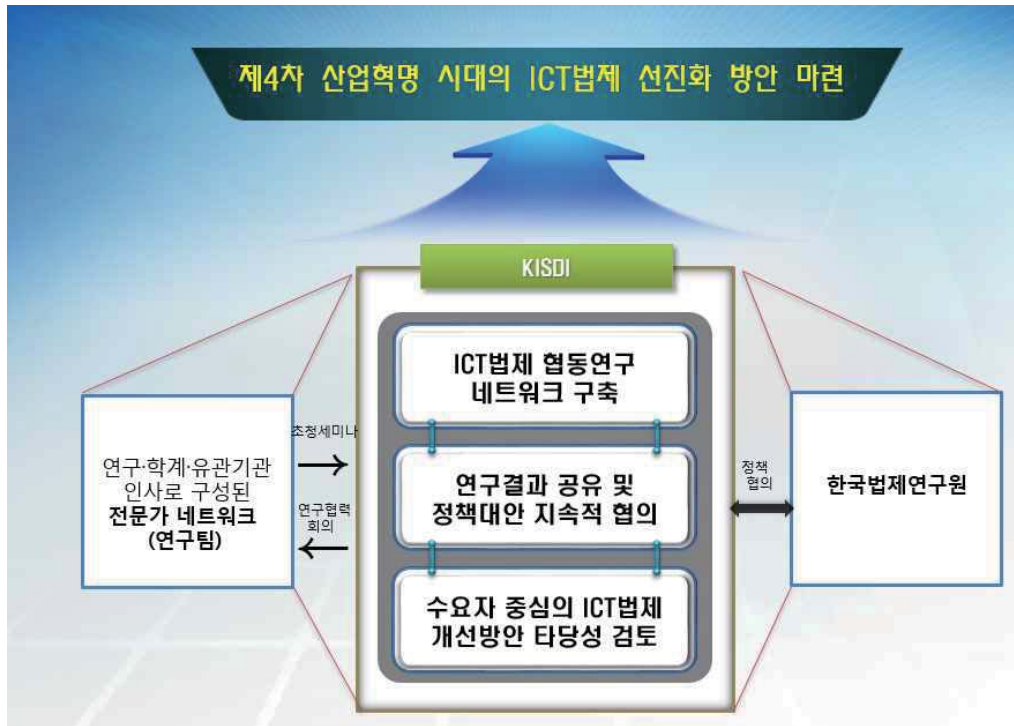 제4차 산업혁명 시대의 ICT법제 선진화 방안 마련
KISDI
ICT법제 협동연구
네트워크 구축
연구·학계·유관기관
인사로 구성된
전문가 네트워크
(연구팀)
초청세미나
연구협력
회의
연구결과 공유 및
정책대안 지속적 협의
정책
협의
한국법제연구원
수요자 중심의 ICT법제
개선방안 타당성 검토